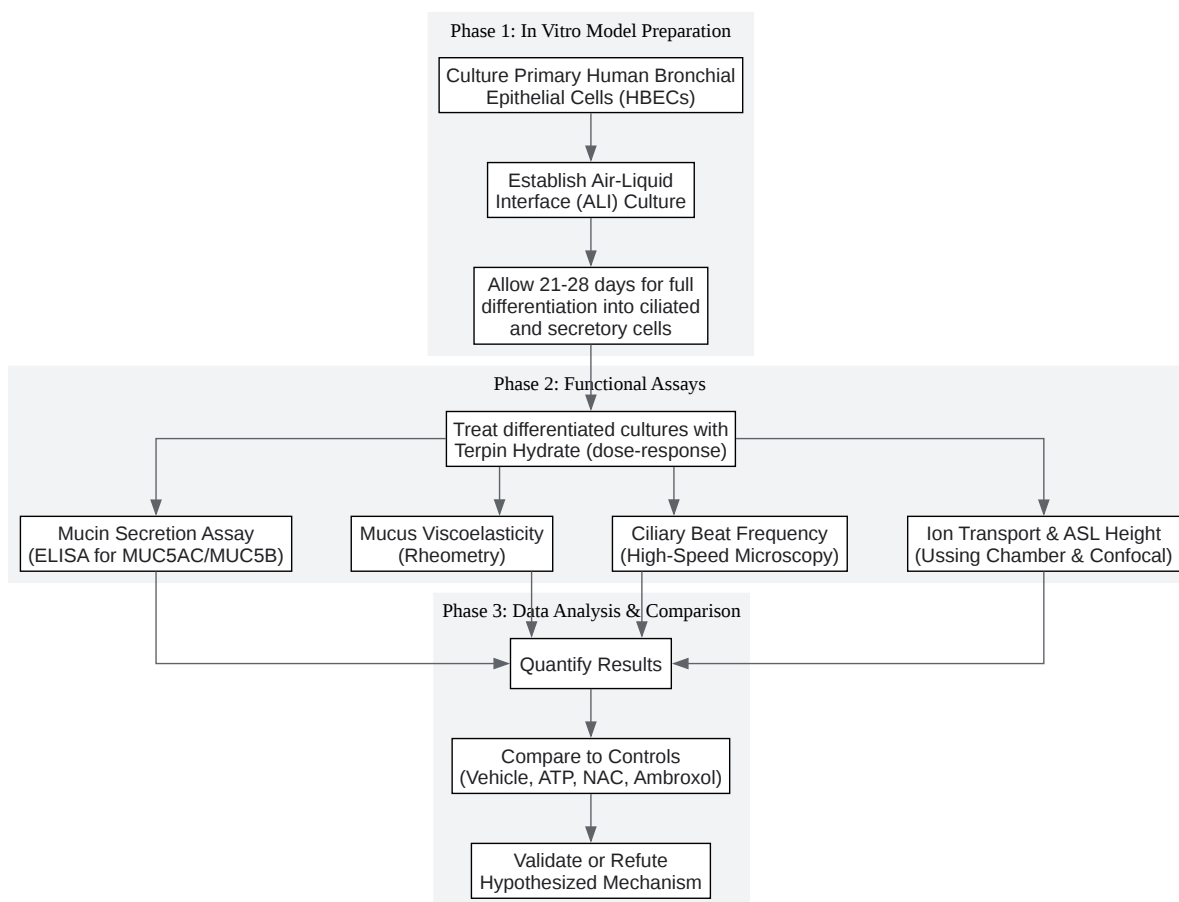 Phase 1: In Vitro Model Preparation
Culture Primary Human Bronchial
Epithelial Cells (HBECs)
Establish Air-Liquid
Interface (ALI) Culture
Allow 21-28 days for full
differentiation into ciliated
and secretory cells
Phase 2: Functional Assays
Treat differentiated cultures with
Terpin Hydrate (dose-response)
Mucin Secretion Assay
(ELISA for MUC5AC/MUC5B)
Mucus Viscoelasticity
(Rheometry)
Ciliary Beat Frequency
(High-Speed Microscopy)
Ion Transport & ASL Height
(Ussing Chamber & Confocal)
Phase 3: Data Analysis & Comparison
Quantify Results
Compare to Controls
(Vehicle, ATP, NAC, Ambroxol)
Validate or Refute
Hypothesized Mechanism